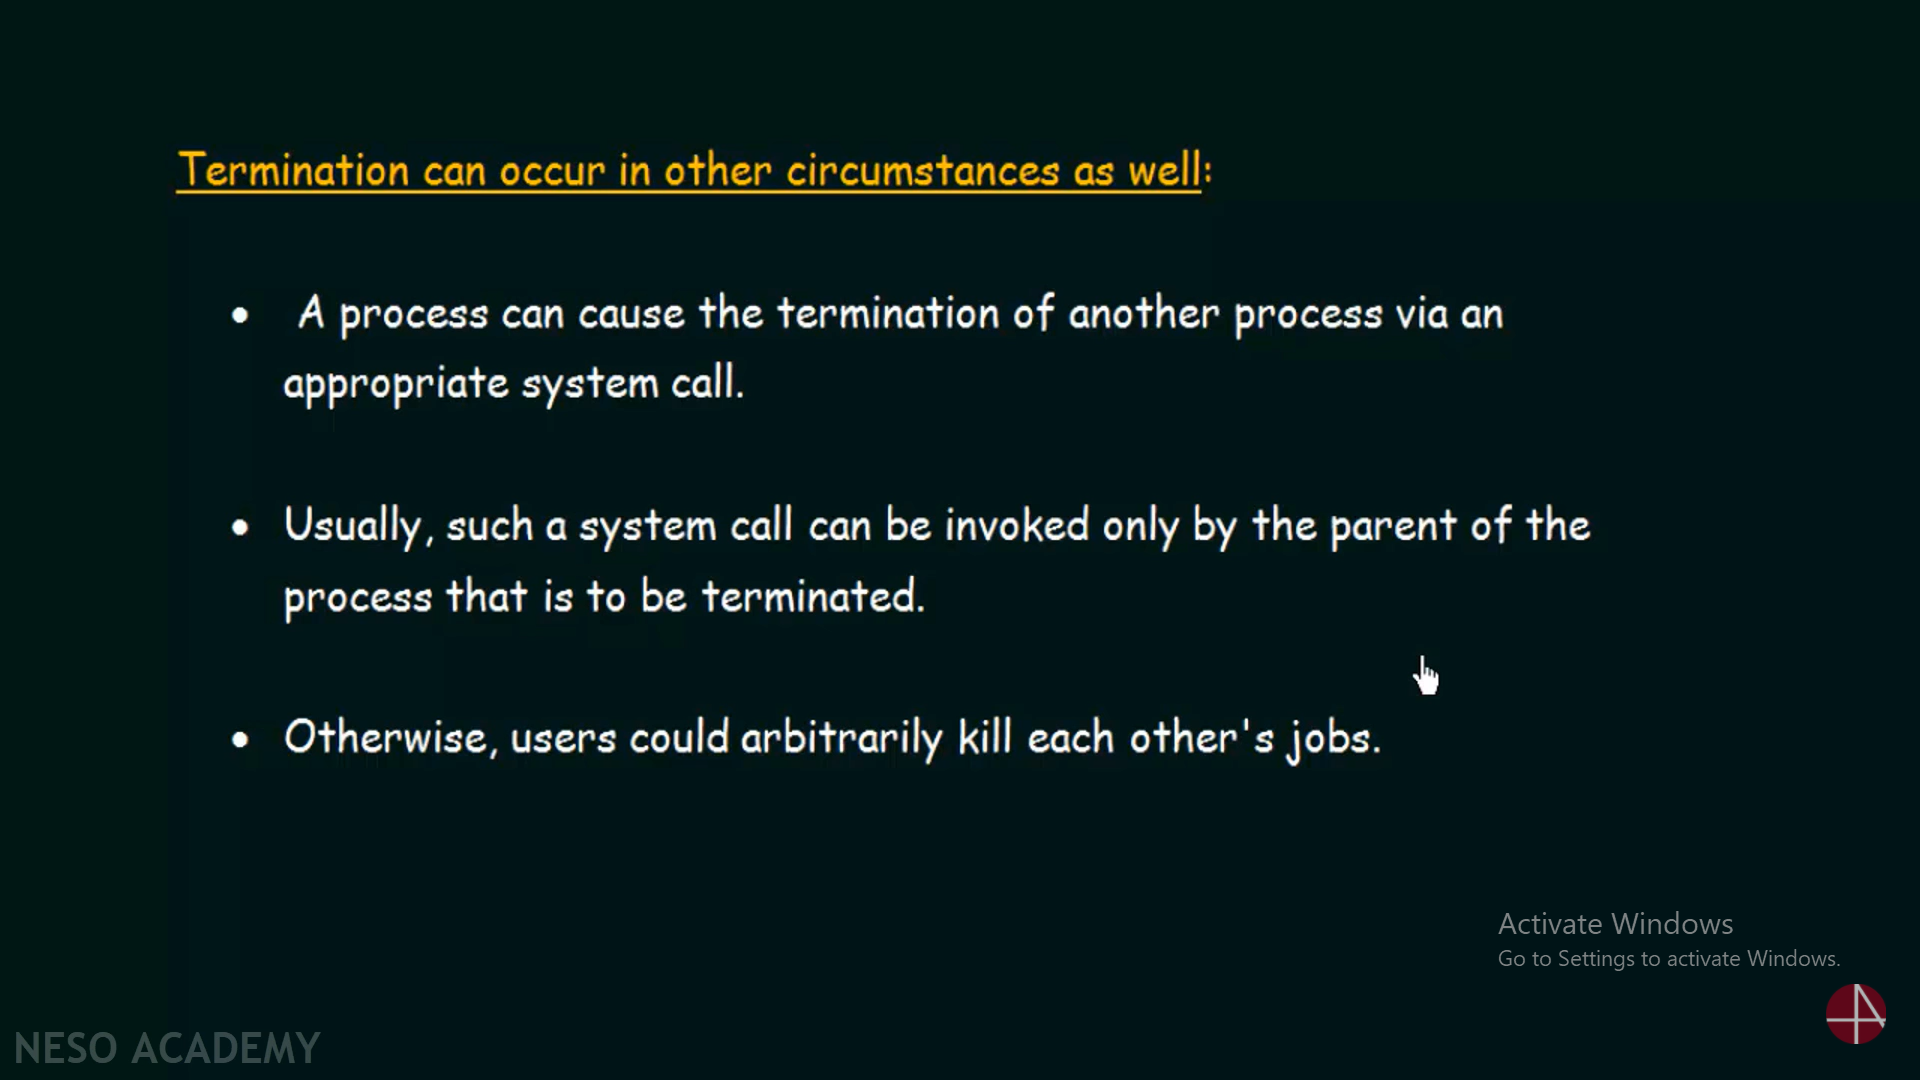 Termination can occur in other circumstances as well:
• A process can cause the termination of another process via an
appropriate system call.
• Usually, such a system call can be invoked only by the parent of the
process that is to be terminated.
• Otherwise, users could arbitrarily kill each other's jobs.
Activate Windows
Go to Settings to activate Windows.
NESO ACADEMY